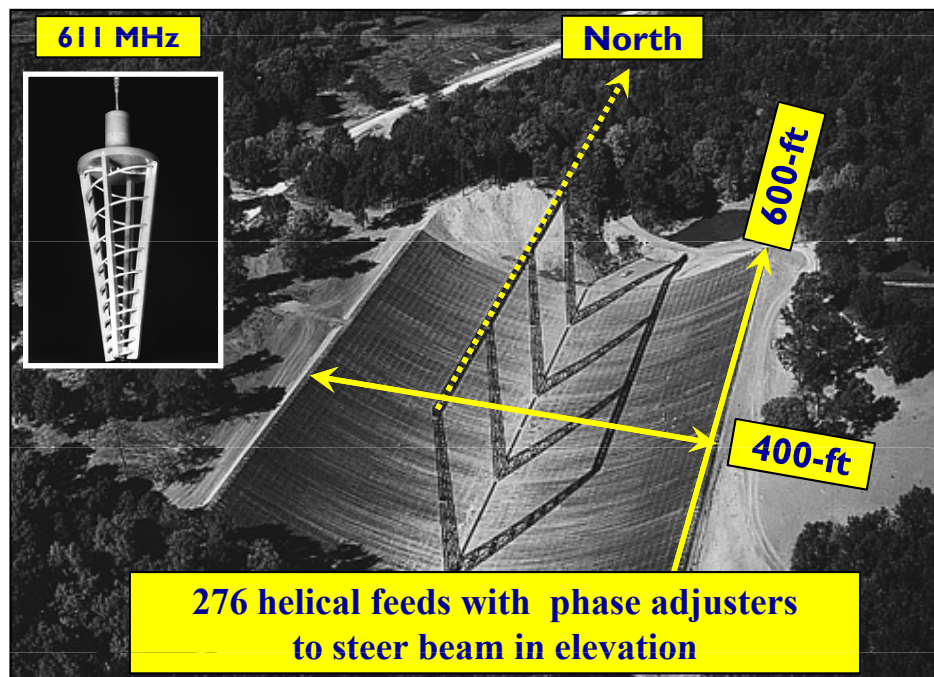 611 MHz
North
600-ft
400-ft
276 helical feeds with phase adjusters
to steer beam in elevation